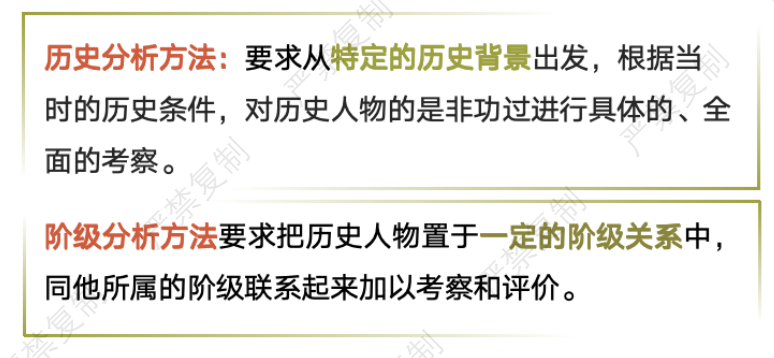 历史分析方法：要求从特定的历史背景出发，根据当
时的历史条件，对历史人物的是非功过进行具体的、全
面的考察。
阶级分析方法要求把历史人物置于一定的阶级关系中，
同他所属的阶级联系起来加以考察和评价。
严禁复制
严禁复制
严禁复制
严禁复制